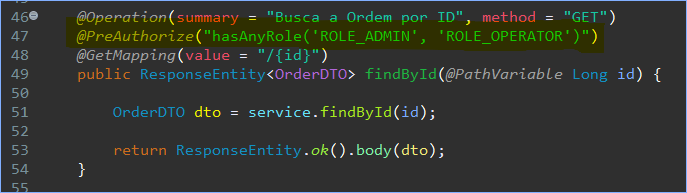 46 @Operation(summary = "Busca a Ordem por ID", method = "GET")
47 @PreAuthorize("hasAnyRole('ROLE_ADMIN', 'ROLE_OPERATOR')")
48 @GetMapping(value = "/{id}")
49 public ResponseEntity<OrderDTO> findById(@PathVariable Long id) {
50
51 OrderDTO dto = service.findById(id);
52
53 return ResponseEntity.ok().body(dto);
54 }
55